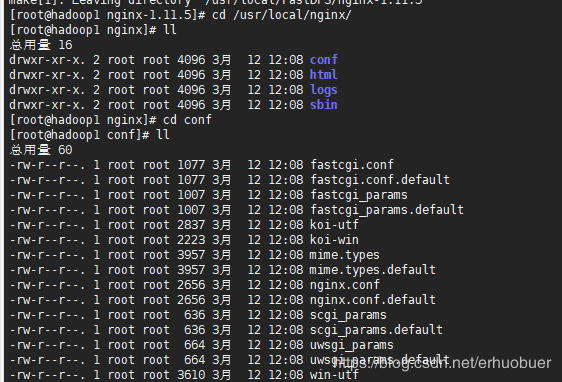 make[1]: Leaving directory `/usr/local/FastDFS/nginx-1.11.5'
[root@hadoop1 nginx-1.11.5]# cd /usr/local/nginx/
[root@hadoop1 nginx]# ll
总用量 16
drwxr-xr-x. 2 root root 4096 3月 12 12:08 conf
drwxr-xr-x. 2 root root 4096 3月 12 12:08 html
drwxr-xr-x. 2 root root 4096 3月 12 12:08 logs
drwxr-xr-x. 2 root root 4096 3月 12 12:08 sbin
[root@hadoop1 nginx]# cd conf
[root@hadoop1 conf]# ll
总用量 60
-rw-r--r--. 1 root root 1077 3月 12 12:08 fastcgi.conf
-rw-r--r--. 1 root root 1077 3月 12 12:08 fastcgi.conf.default
-rw-r--r--. 1 root root 1007 3月 12 12:08 fastcgi_params
-rw-r--r--. 1 root root 1007 3月 12 12:08 fastcgi_params.default
-rw-r--r--. 1 root root 2837 3月 12 12:08 koi-utf
-rw-r--r--. 1 root root 2223 3月 12 12:08 koi-win
-rw-r--r--. 1 root root 3957 3月 12 12:08 mime.types
-rw-r--r--. 1 root root 3957 3月 12 12:08 mime.types.default
-rw-r--r--. 1 root root 2656 3月 12 12:08 nginx.conf
-rw-r--r--. 1 root root 2656 3月 12 12:08 nginx.conf.default
-rw-r--r--. 1 root root 636 3月 12 12:08 scgi_params
-rw-r--r--. 1 root root 636 3月 12 12:08 scgi_params.default
-rw-r--r--. 1 root root 664 3月 12 12:08 uwsgi_params
-rw-r--r--. 1 root root 664 3月 12 12:08 uwsgi_params.default
-rw-r--r--. 1 root root 3610 3月 12 12:08 win-utf
https://blog.csdn.net/erhuobuer